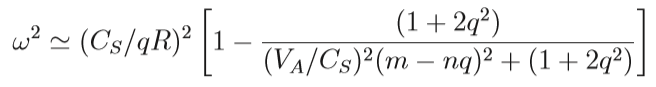 ω² ≃ (C_S/qR)² [1 − (1 + 2q²) / ((V_A/C_S)²(m − nq)² + (1 + 2q²))]